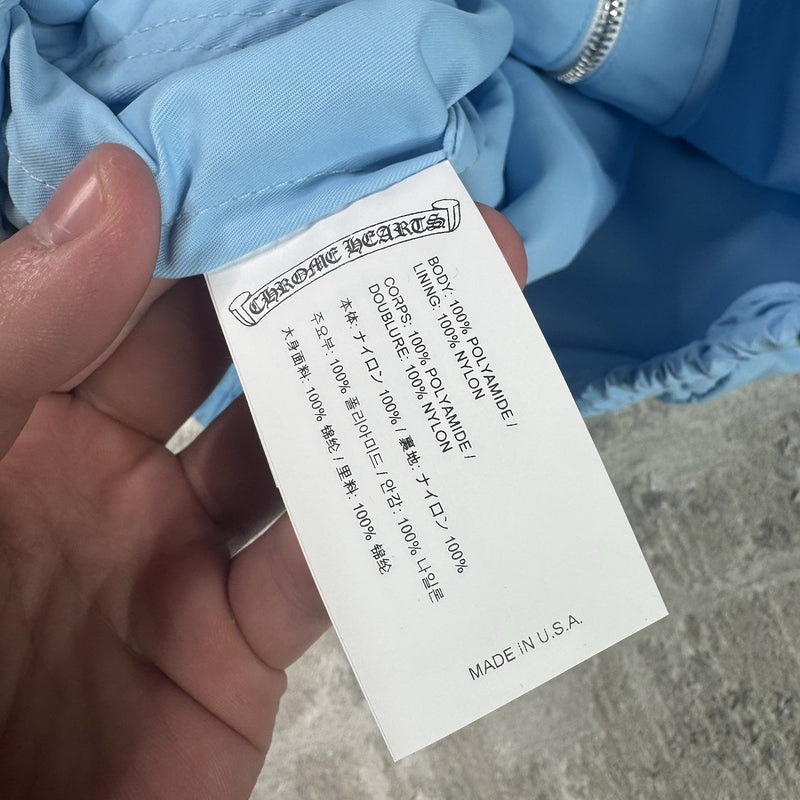 CHROME HEARTS
BODY: 100% POLYAMIDE /
LINING: 100% NYLON
CORPS: 100% POLYAMIDE /
DOUBLURE: 100% NYLON
本体: ナイロン 100% / 裏地: ナイロン 100%
주요부: 100% 폴리아미드 / 안감: 100% 나일론
大身面料: 100% 锦纶 / 里料: 100% 锦纶
MADE IN U.S.A.